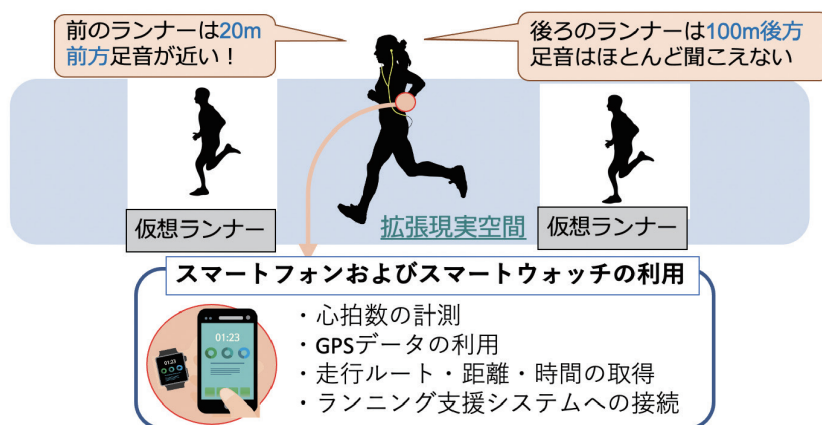 前のランナーは20m
前方足音が近い！
後ろのランナーは100m後方
足音はほとんど聞こえない
仮想ランナー
拡張現実空間
仮想ランナー
スマートフォンおよびスマートウォッチの利用
・心拍数の計測
・GPSデータの利用
・走行ルート・距離・時間の取得
・ランニング支援システムへの接続
01:23
01:23